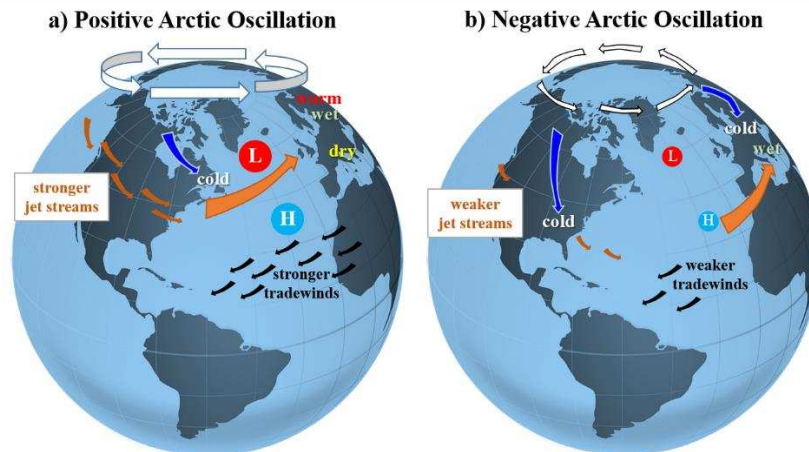 a) Positive Arctic Oscillation
warm
wet
dry
L
cold
stronger
jet streams
H
stronger
tradewinds
b) Negative Arctic Oscillation
cold
wet
L
weaker
jet streams
cold
H
weaker
tradewinds